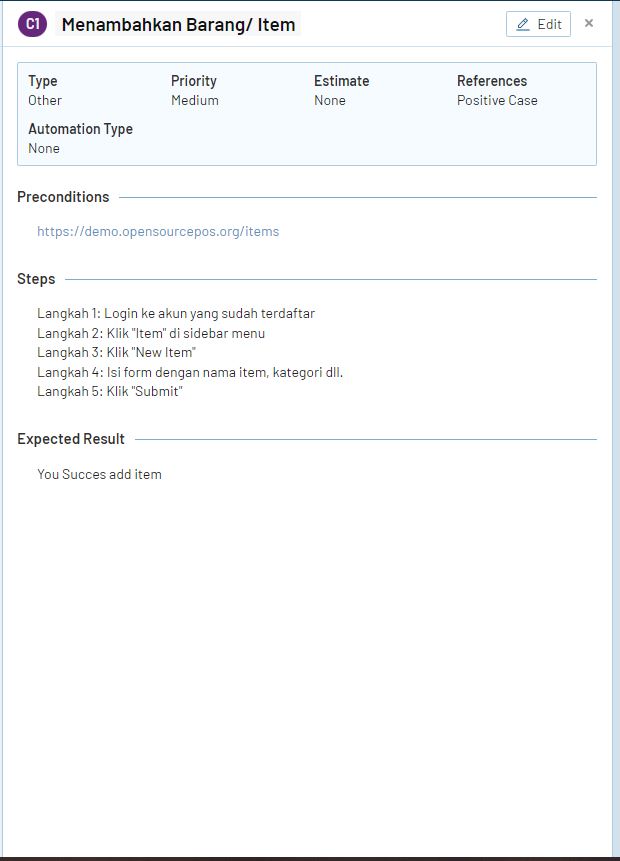 C1 Menambahkan Barang/ Item Edit ×
Type Priority Estimate References
Other Medium None Positive Case
Automation Type
None
Preconditions
https://demo.opensourcepos.org/items
Steps
Langkah 1: Login ke akun yang sudah terdaftar
Langkah 2: Klik "Item" di sidebar menu
Langkah 3: Klik "New Item"
Langkah 4: Isi form dengan nama item, kategori dll.
Langkah 5: Klik "Submit"
Expected Result
You Succes add item